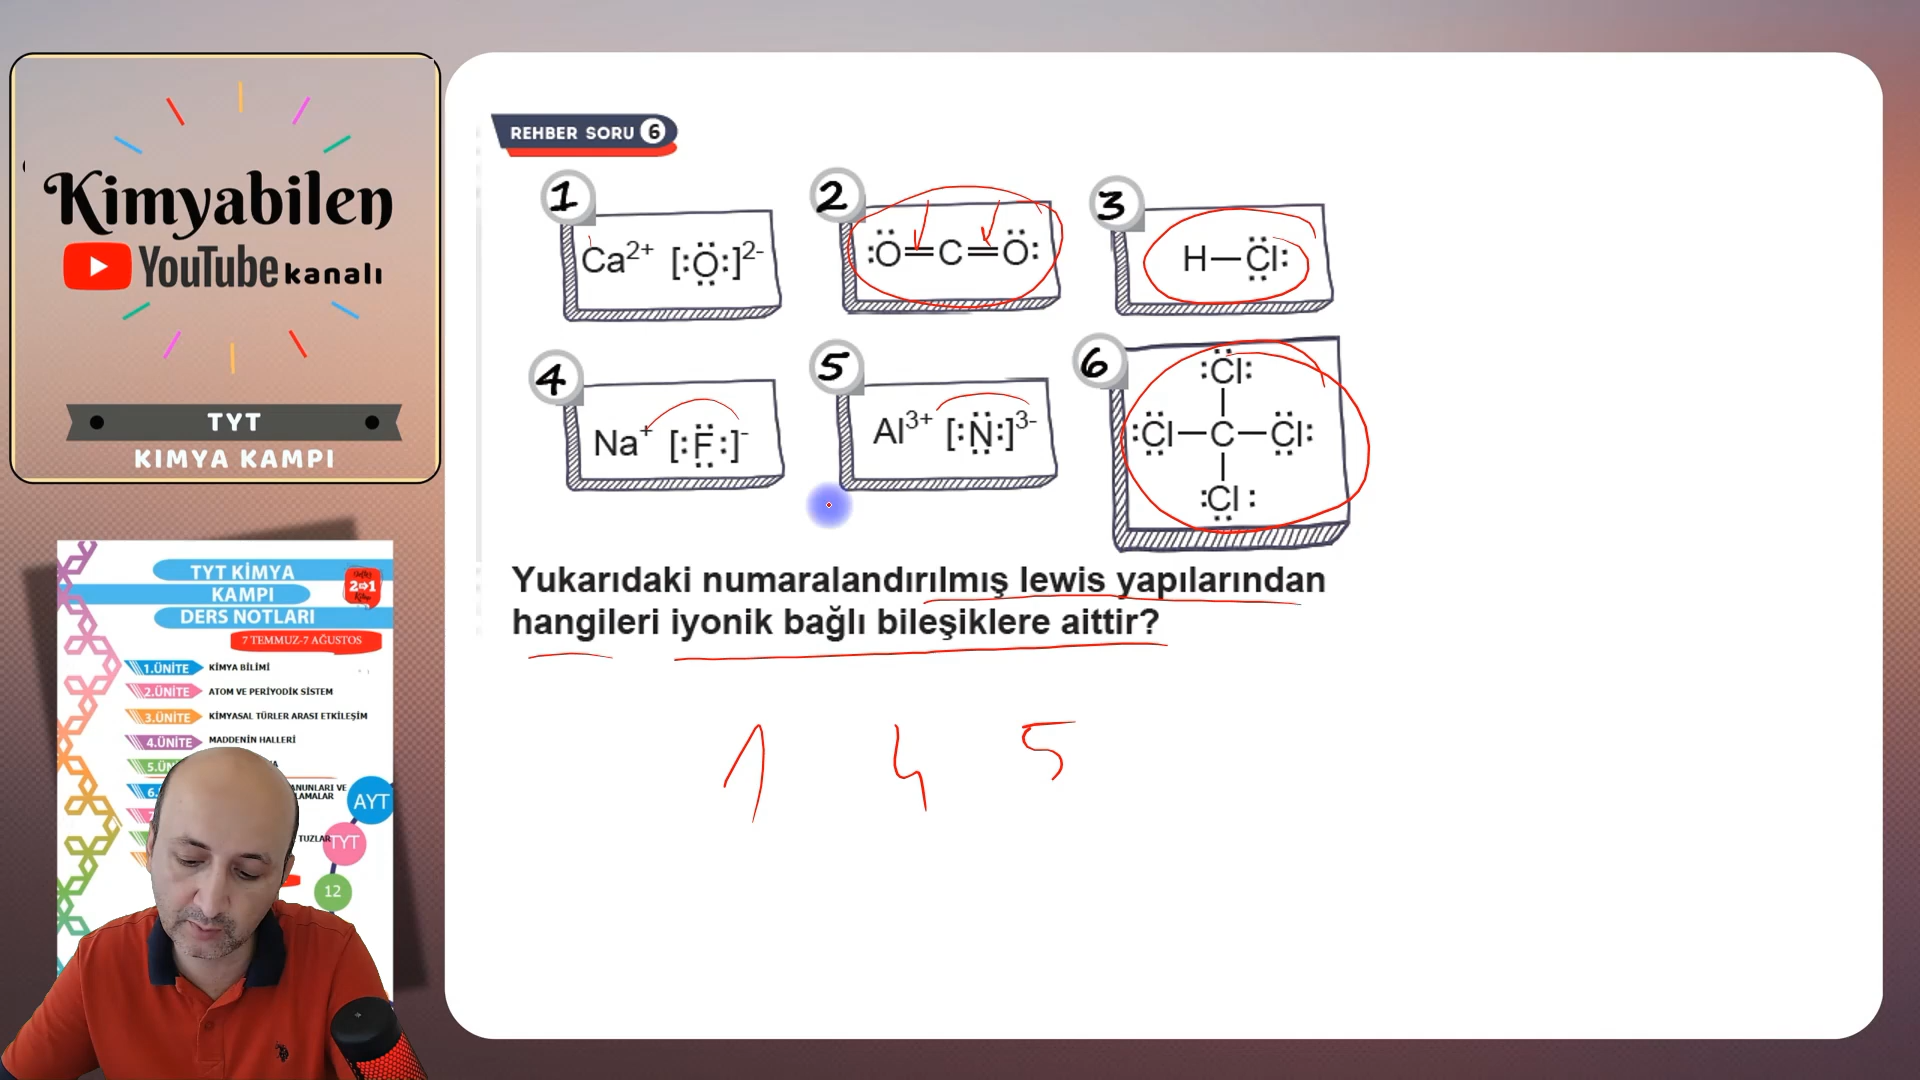 Kimyabilen
YouTube kanalı
TYT
KIMYA KAMPI
TYT KİMYA
KAMPI
DERS NOTLARI
2⇒1
7 TEMMUZ-7 AĞUSTOS
1.ÜNİTE KİMYA BİLİMİ
2.ÜNİTE ATOM VE PERİYODİK SİSTEM
3.ÜNİTE KİMYASAL TÜRLER ARASI ETKİLEŞİM
4.ÜNİTE MADDENİN HALLERİ
AYT
TUZLAR
TYT
12
REHBER SORU 6
1
Ca²⁺ [:Ö:]²⁻
2
:Ö=C=Ö:
3
H—Cl:
4
Na⁺ [:F:]⁻
5
Al³⁺ [:N:]³⁻
6
:Cl:
:Cl—C—Cl:
:Cl:
Yukarıdaki numaralandırılmış lewis yapılarından
hangileri iyonik bağlı bileşiklere aittir?
1 4 5